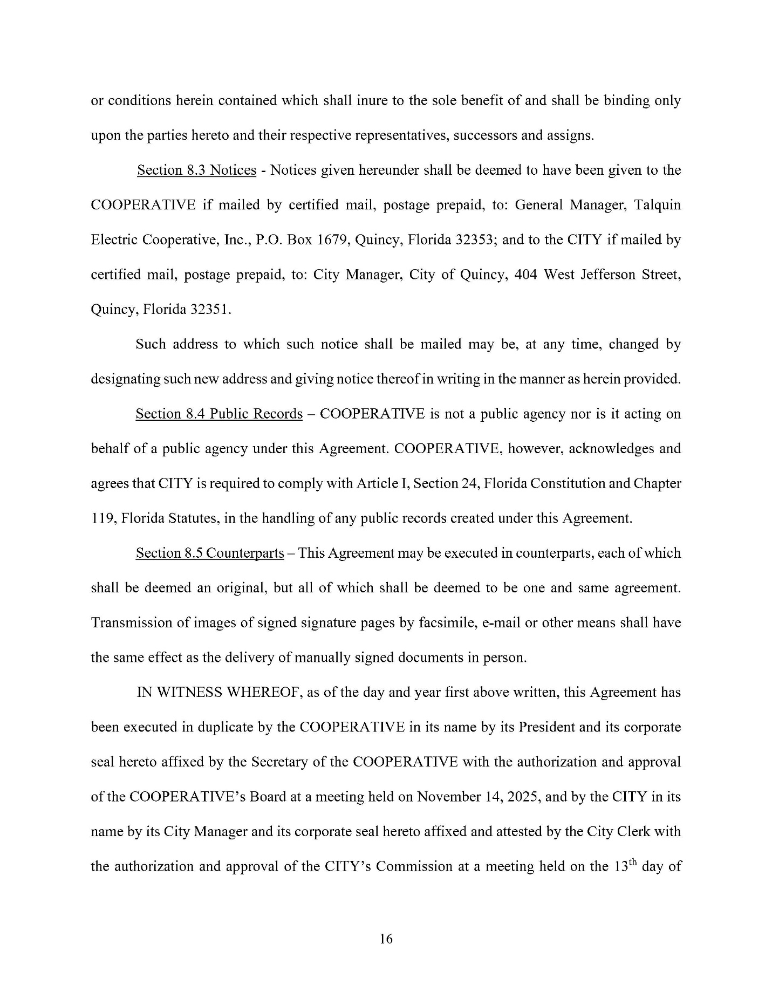 or conditions herein contained which shall inure to the sole benefit of and shall be binding only
upon the parties hereto and their respective representatives, successors and assigns.
Section 8.3 Notices - Notices given hereunder shall be deemed to have been given to the
COOPERATIVE if mailed by certified mail, postage prepaid, to: General Manager, Talquin
Electric Cooperative, Inc., P.O. Box 1679, Quincy, Florida 32353; and to the CITY if mailed by
certified mail, postage prepaid, to: City Manager, City of Quincy, 404 West Jefferson Street,
Quincy, Florida 32351.
Such address to which such notice shall be mailed may be, at any time, changed by
designating such new address and giving notice thereof in writing in the manner as herein provided.
Section 8.4 Public Records – COOPERATIVE is not a public agency nor is it acting on
behalf of a public agency under this Agreement. COOPERATIVE, however, acknowledges and
agrees that CITY is required to comply with Article I, Section 24, Florida Constitution and Chapter
119, Florida Statutes, in the handling of any public records created under this Agreement.
Section 8.5 Counterparts – This Agreement may be executed in counterparts, each of which
shall be deemed an original, but all of which shall be deemed to be one and same agreement.
Transmission of images of signed signature pages by facsimile, e-mail or other means shall have
the same effect as the delivery of manually signed documents in person.
IN WITNESS WHEREOF, as of the day and year first above written, this Agreement has
been executed in duplicate by the COOPERATIVE in its name by its President and its corporate
seal hereto affixed by the Secretary of the COOPERATIVE with the authorization and approval
of the COOPERATIVE’s Board at a meeting held on November 14, 2025, and by the CITY in its
name by its City Manager and its corporate seal hereto affixed and attested by the City Clerk with
the authorization and approval of the CITY’s Commission at a meeting held on the 13th day of
16